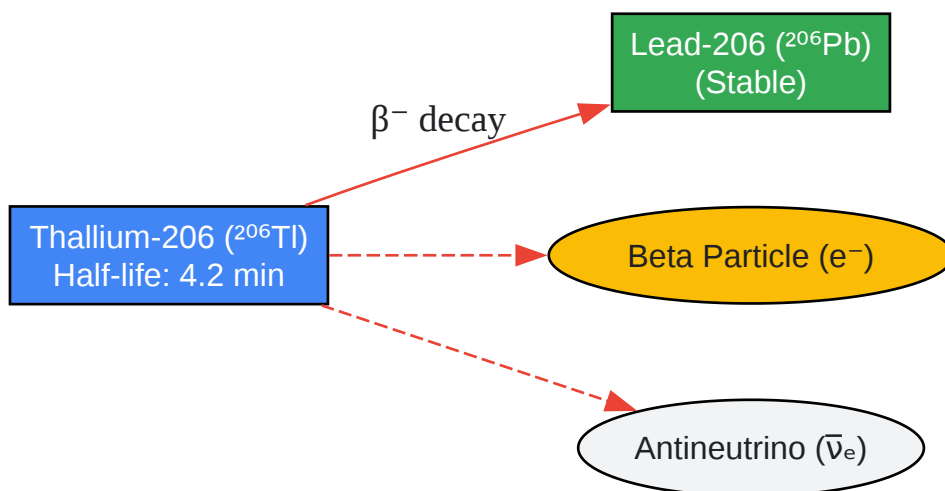 Lead-206 (²⁰⁶Pb)
(Stable)
β⁻ decay
Thallium-206 (²⁰⁶Tl)
Half-life: 4.2 min
Beta Particle (e⁻)
Antineutrino (ν̅ₑ)